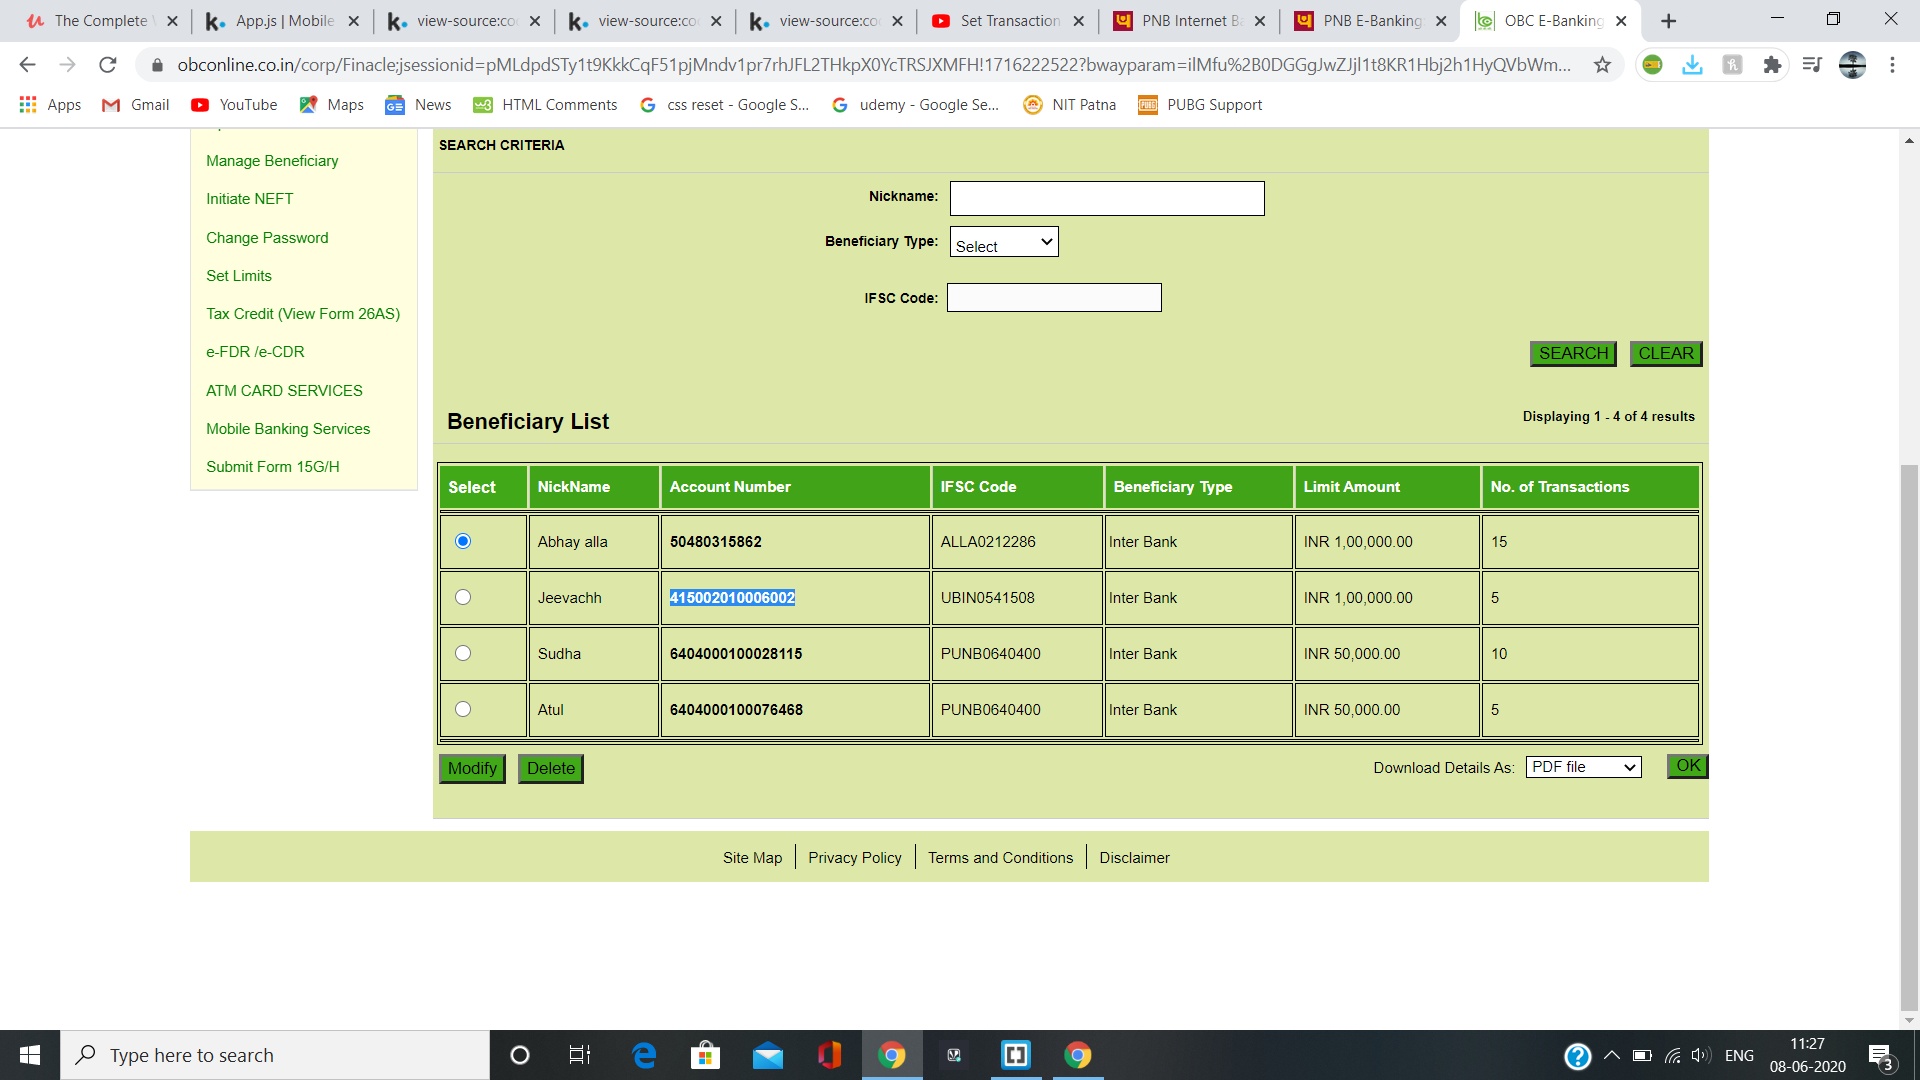 The Complete
App.js | Mobile
view-source:co
view-source:co
view-source:co
Set Transaction
PNB Internet B
PNB E-Banking
OBC E-Banking
obconline.co.in/corp/Finacle;jsessionid=pMLdpdSTy1t9KkkCqF51pjMndv1pr7rhJFL2THkpX0YcTRSJXMFH!1716222522?bwayparam=ilMfu%2B0DGGgJwZJjl1t8KR1Hbj2h1HyQVbWm...
Apps
Gmail
YouTube
Maps
News
HTML Comments
css reset - Google S...
udemy - Google Se...
NIT Patna
PUBG Support
Manage Beneficiary
Initiate NEFT
Change Password
Set Limits
Tax Credit (View Form 26AS)
e-FDR /e-CDR
ATM CARD SERVICES
Mobile Banking Services
Submit Form 15G/H
SEARCH CRITERIA
Nickname:
Beneficiary Type: Select
IFSC Code:
SEARCH CLEAR
Beneficiary List
Displaying 1 - 4 of 4 results
Select NickName Account Number IFSC Code Beneficiary Type Limit Amount No. of Transactions
Abhay alla 50480315862 ALLA0212286 Inter Bank INR 1,00,000.00 15
Jeevachh 415002010006002 UBIN0541508 Inter Bank INR 1,00,000.00 5
Sudha 6404000100028115 PUNB0640400 Inter Bank INR 50,000.00 10
Atul 6404000100076468 PUNB0640400 Inter Bank INR 50,000.00 5
Modify Delete Download Details As: PDF file OK
Site Map Privacy Policy Terms and Conditions Disclaimer
Type here to search
ENG
11:27
08-06-2020
3